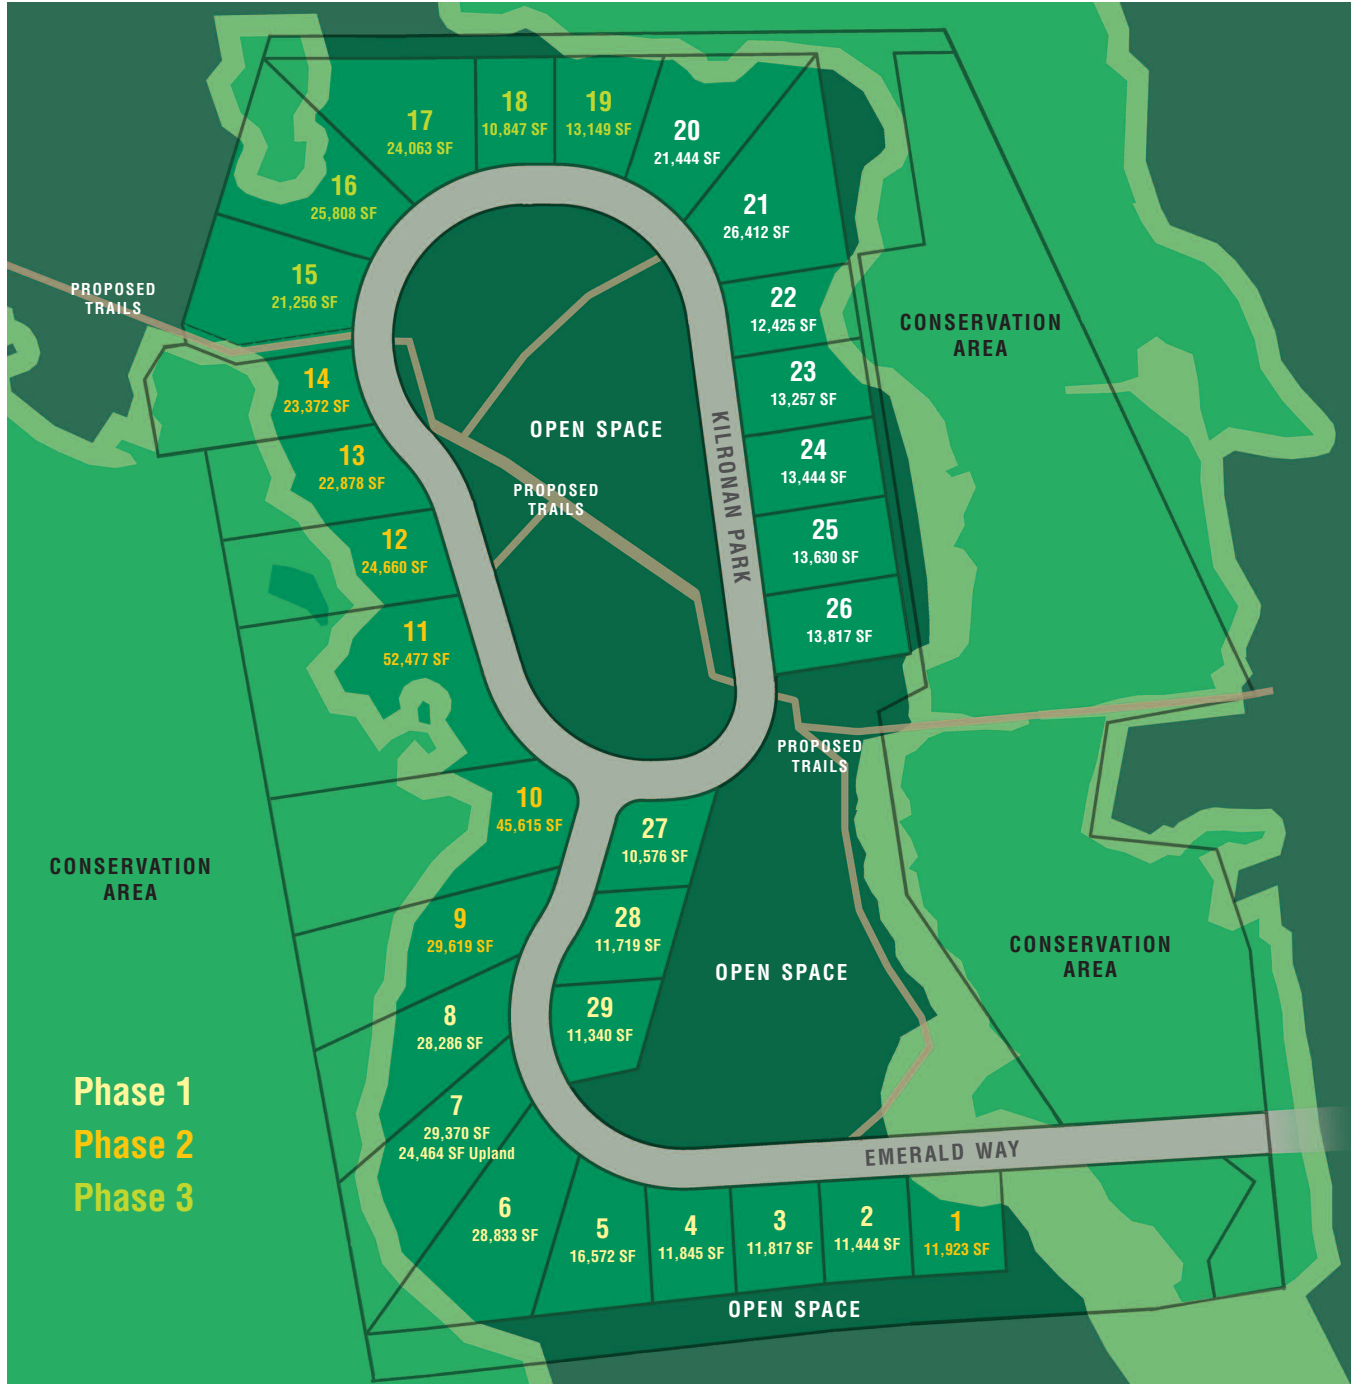 17
24,063 SF
18
10,847 SF
19
13,149 SF
20
21,444 SF
16
25,808 SF
21
26,412 SF
15
21,256 SF
PROPOSED
TRAILS
22
12,425 SF
CONSERVATION
AREA
14
23,372 SF
23
13,257 SF
OPEN SPACE
KILRONAN PARK
13
22,878 SF
24
13,444 SF
PROPOSED
TRAILS
12
24,660 SF
25
13,630 SF
11
52,477 SF
26
13,817 SF
PROPOSED
TRAILS
10
45,615 SF
27
10,576 SF
CONSERVATION
AREA
9
29,619 SF
28
11,719 SF
OPEN SPACE
CONSERVATION
AREA
8
28,286 SF
29
11,340 SF
Phase 1
Phase 2
Phase 3
7
29,370 SF
24,464 SF Upland
EMERALD WAY
6
28,833 SF
5
16,572 SF
4
11,845 SF
3
11,817 SF
2
11,444 SF
1
11,923 SF
OPEN SPACE